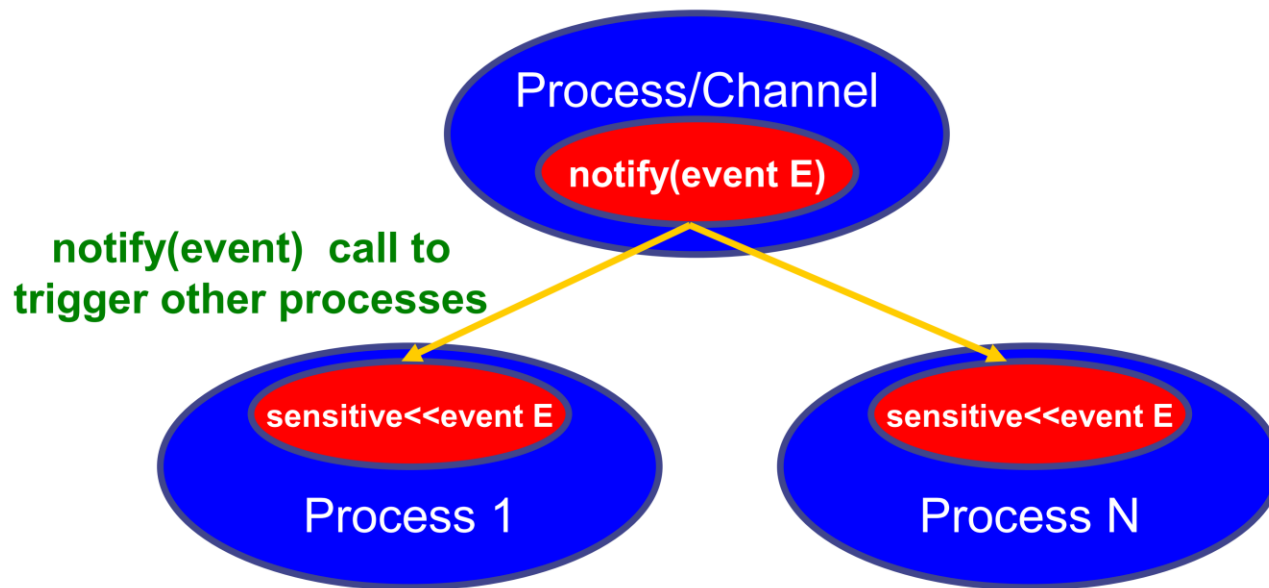 Process/Channel
notify(event E)
notify(event) call to
trigger other processes
sensitive<<event E
Process 1
sensitive<<event E
Process N